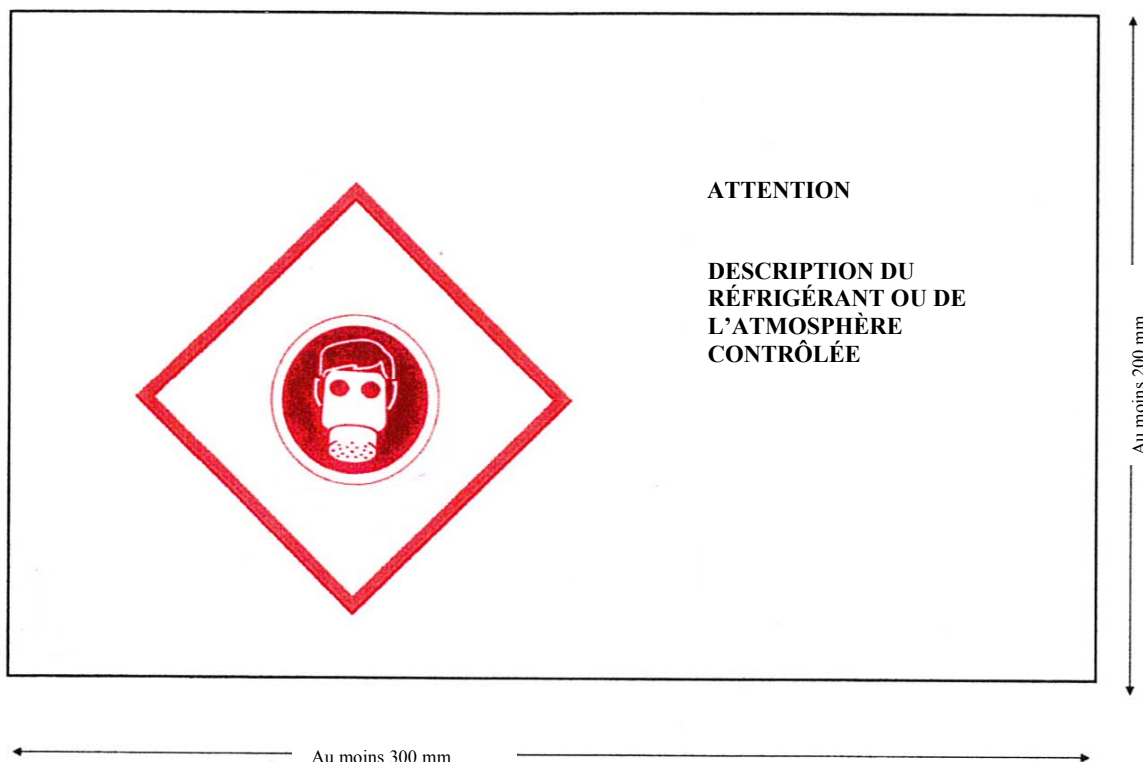 ATTENTION
DESCRIPTION DU
RÉFRIGÉRANT OU DE
L'ATMOSPHÈRE
CONTRÔLÉE
Au moins 200 mm
Au moins 300 mm